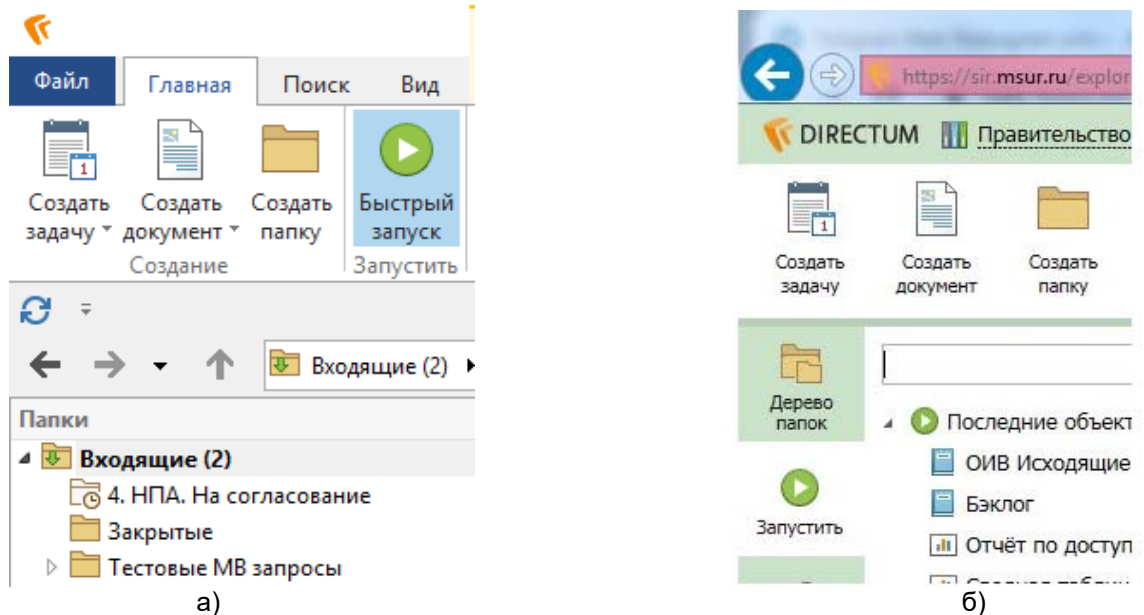 Файл Главная Поиск Вид
1
Создать задачу
Создать документ
Создать папку
Быстрый запуск
Создание
Запустить
Входящие (2)
Папки
Входящие (2)
4. НПА. На согласование
Закрытые
Тестовые МВ запросы
а)
https://sir.msur.ru/explor
DIRECTUM Правительство
1
Создать задачу
Создать документ
Создать папку
Дерево папок
Последние объект
ОИВ Исходящие
Бэклог
Запустить
Отчёт по доступ
б)